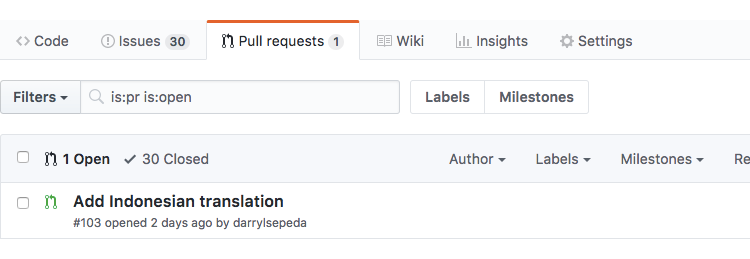 Code Issues 30 Pull requests 1 Wiki Insights Settings
Filters is:pr is:open Labels Milestones
1 Open 30 Closed Author Labels Milestones Re
Add Indonesian translation
#103 opened 2 days ago by darrylsepeda